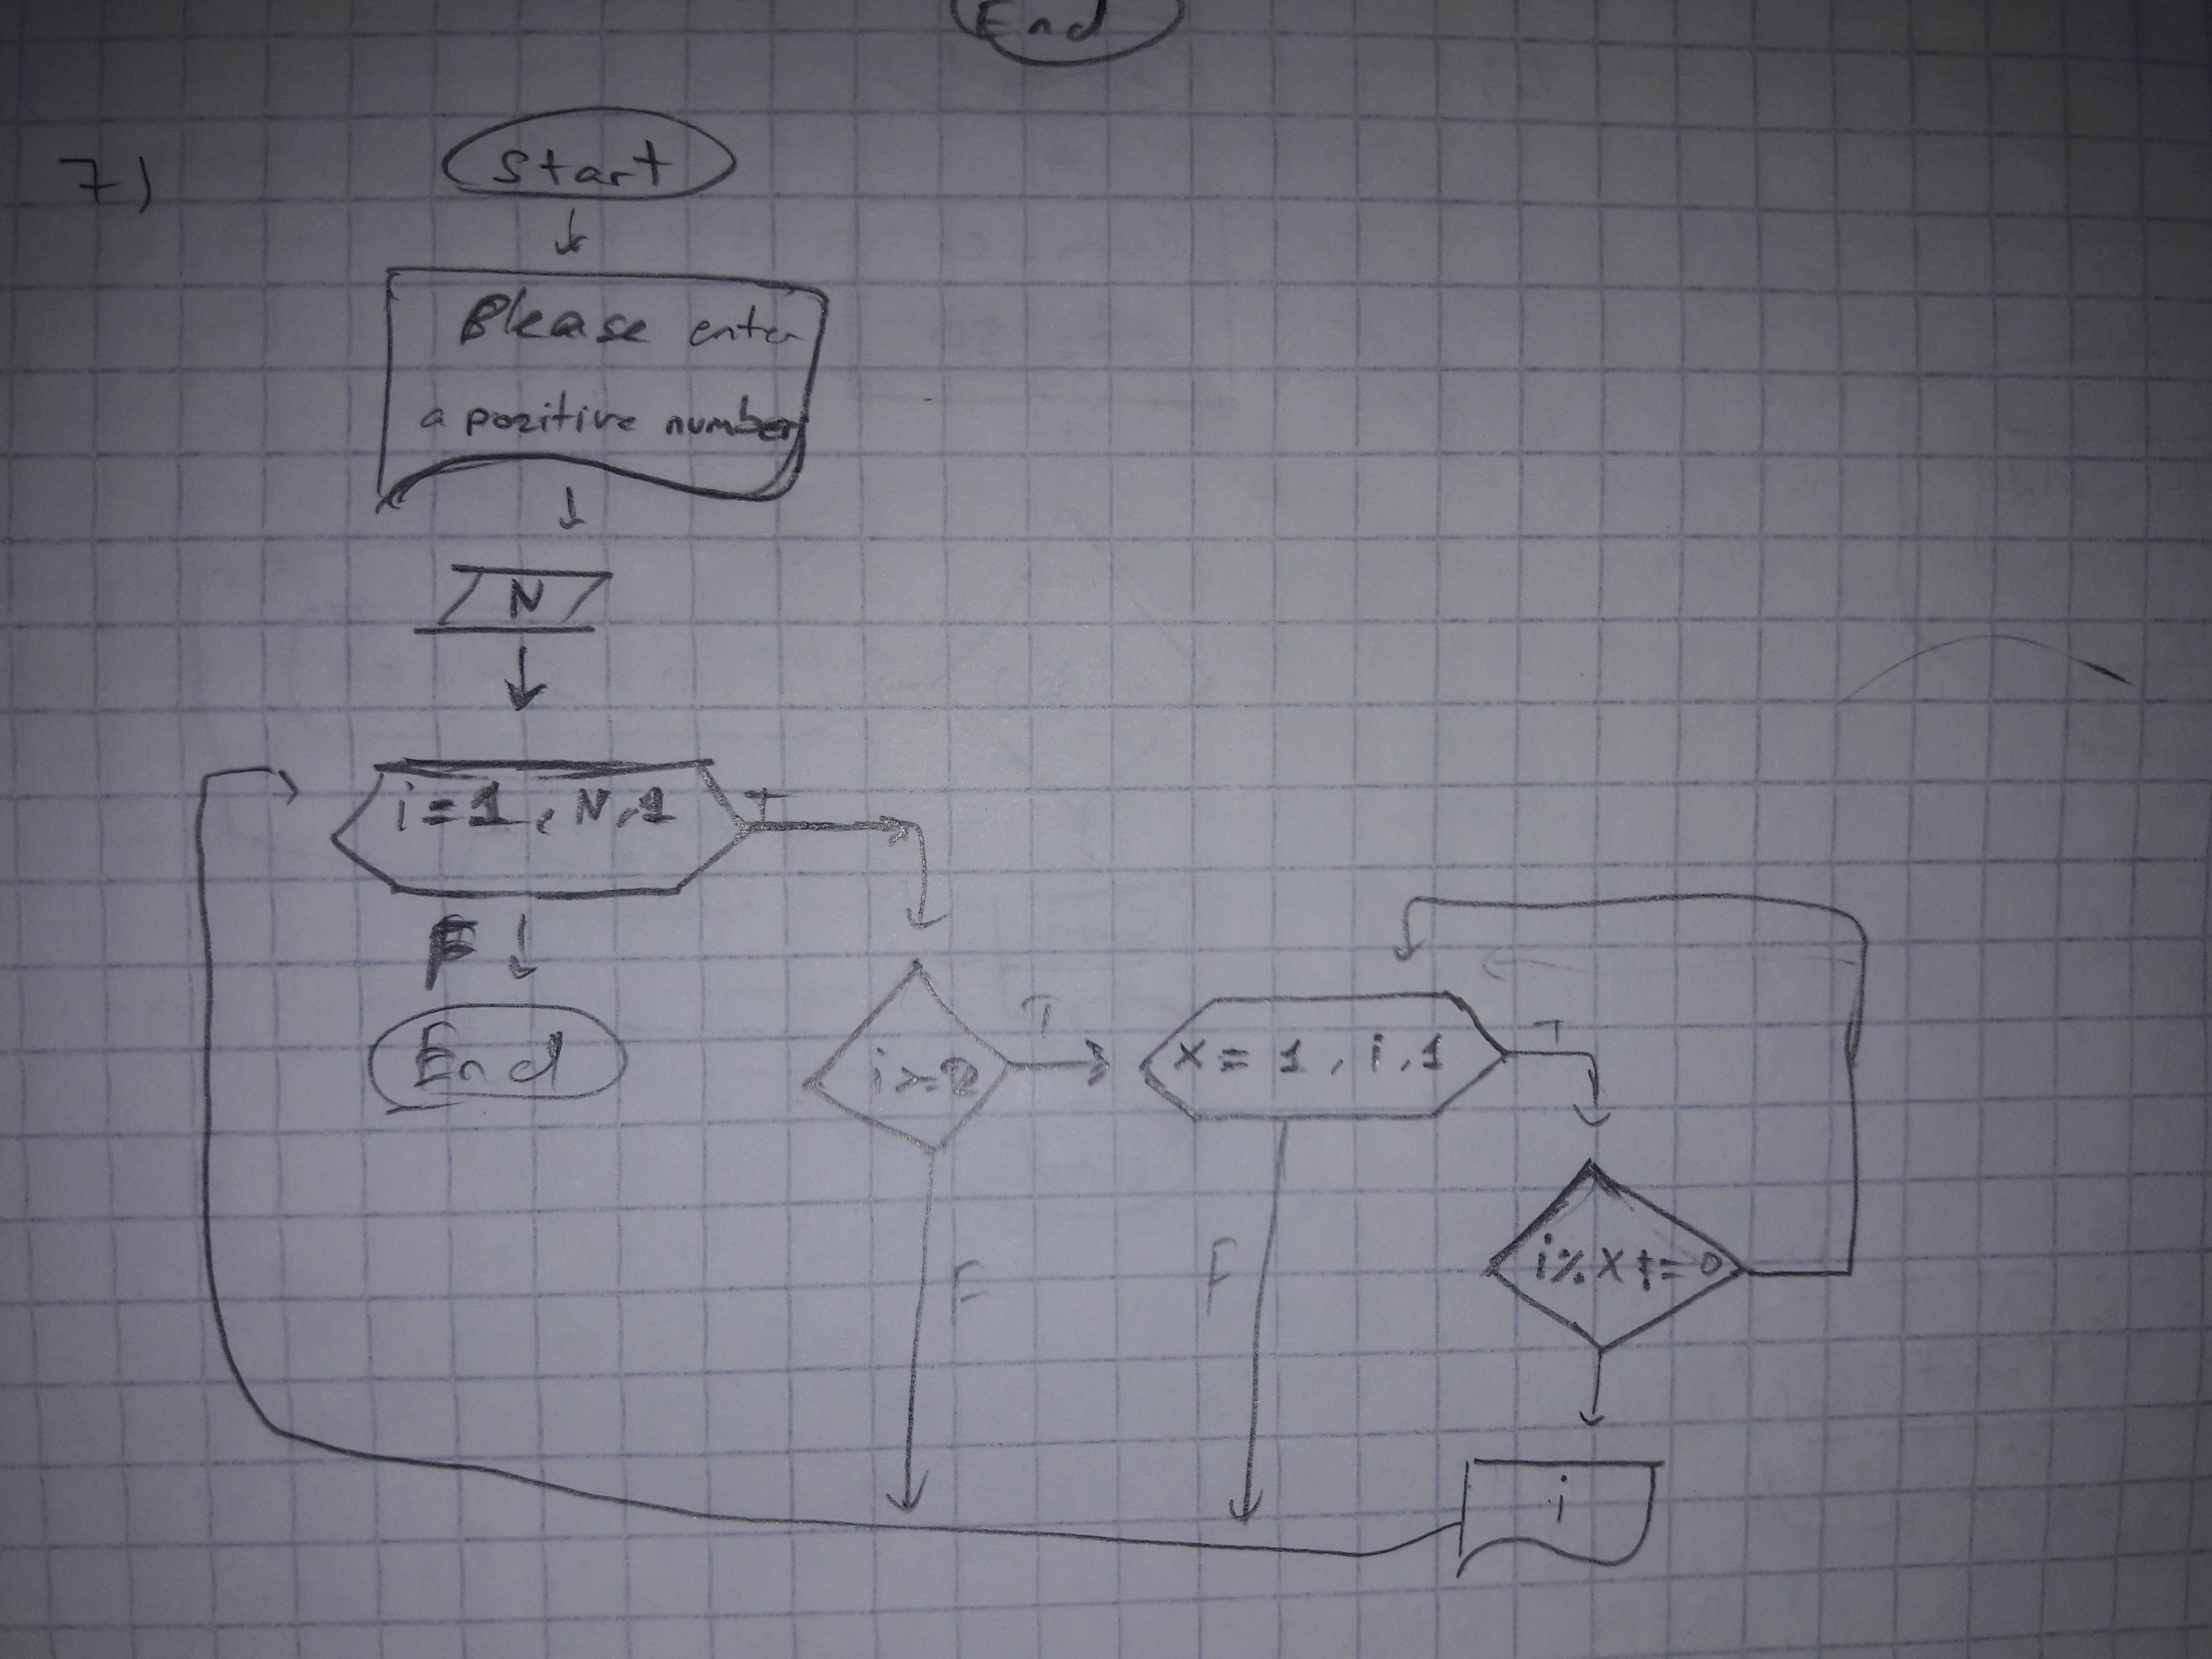 End
7)
Start
Please enter
a pozitive number
N
i=1, N,1
T
F
End
i>=2
T
x = 1, i,1
T
i%x!=0
F
F
i